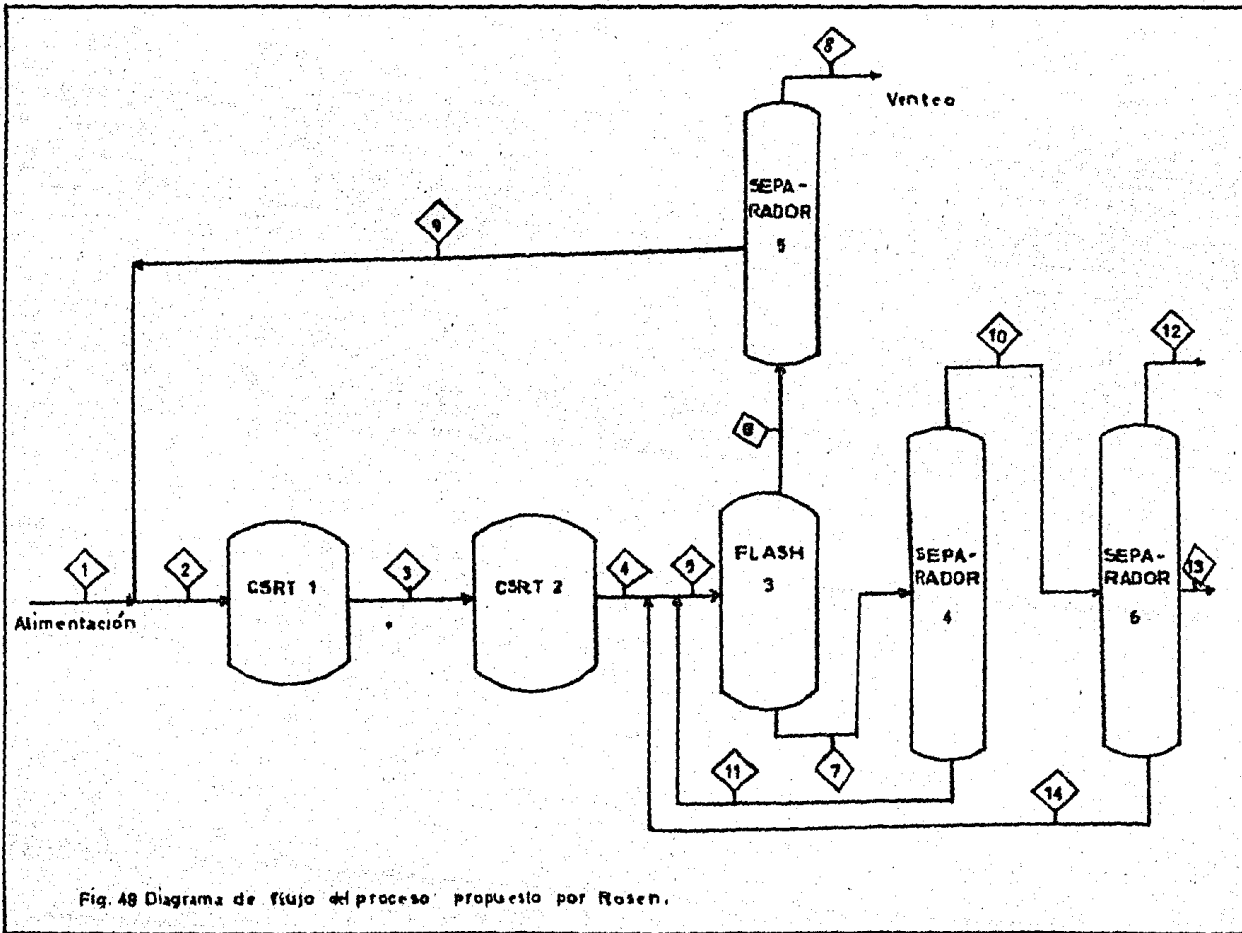 8
Venteo
SEPA-
RADOR
5
9
10
12
6
1
2
3
4
5
CSRT 1
CSRT 2
FLASH
3
SEPA-
RADOR
4
SEPA-
RADOR
6
13
Alimentación
7
11
14
Fig. 48 Diagrama de flujo del proceso propuesto por Rosen.